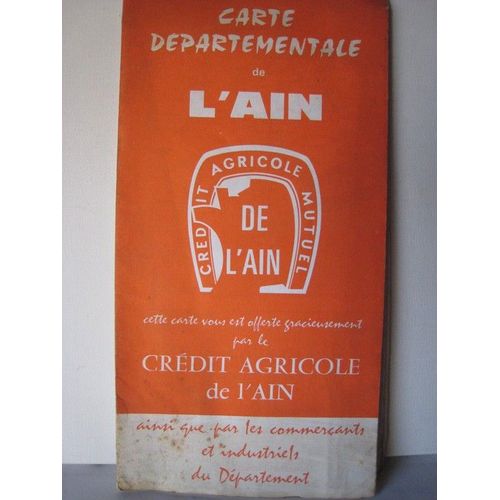 CARTE
DEPARTEMENTALE
de
L'AIN
CREDIT AGRICOLE MUTUEL
DE
L'AIN
cette carte vous est offerte gracieusement
par le
CRÉDIT AGRICOLE
de l'AIN
ainsi que par les commerçants
et industriels
du Département